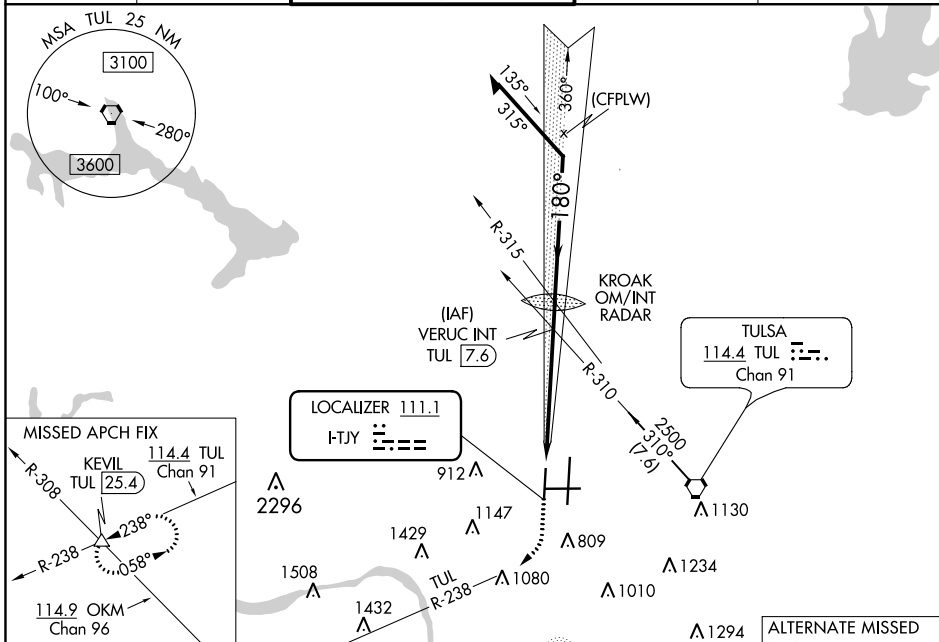 MSA TUL 25 NM
3100
100°
280°
3600
135°
315°
360°
(CFPLW)
180°
R-315
KROAK
OM/INT
RADAR
(IAF)
VERUC INT
TUL 7.6
R-310
TULSA
114.4 TUL
Chan 91
2500
310°
(7.6)
LOCALIZER 111.1
I-TJY
MISSED APCH FIX
R-308
KEVIL
TUL 25.4
114.4 TUL
Chan 91
238°
R-238
058°
114.9 OKM
Chan 96
912
2296
1147
1429
1508
1432
TUL
R-238
1080
809
1130
1234
1010
1294
ALTERNATE MISSED